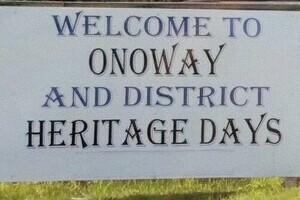 WELCOME TO
ONOWAY
AND DISTRICT
HERITAGE DAYS